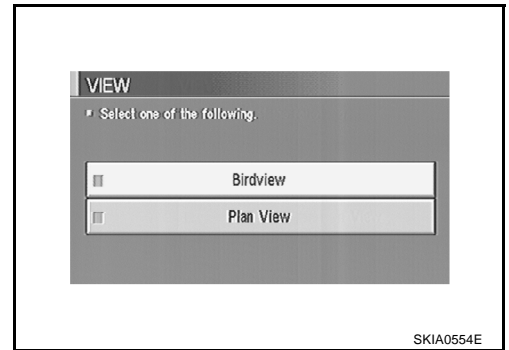 VIEW
Select one of the following.
Birdview
Plan View
SKIA0554E